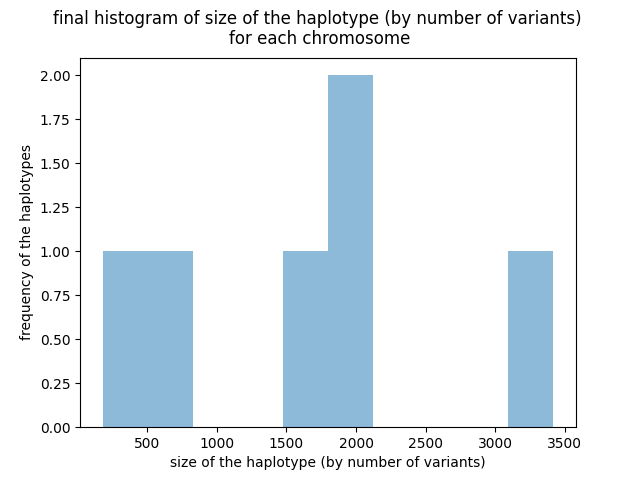 final histogram of size of the haplotype (by number of variants)
for each chromosome
2.00
1.75
1.50
1.25
1.00
0.75
0.50
0.25
0.00
frequency of the haplotypes
500 1000 1500 2000 2500 3000 3500
size of the haplotype (by number of variants)